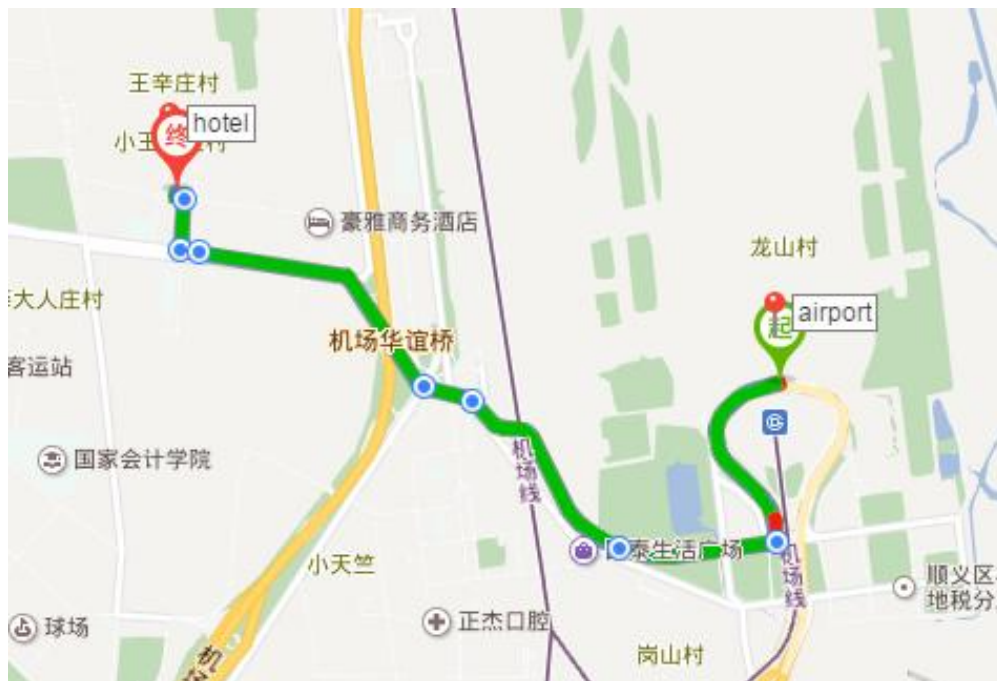 王辛庄村
hotel
终
豪雅商务酒店
龙山村
大人庄村
airport
起
机场华谊桥
客运站
国家会计学院
机场线
泰生活广场
机场线
小天竺
顺义区
地税分
正杰口腔
球场
岗山村
机场